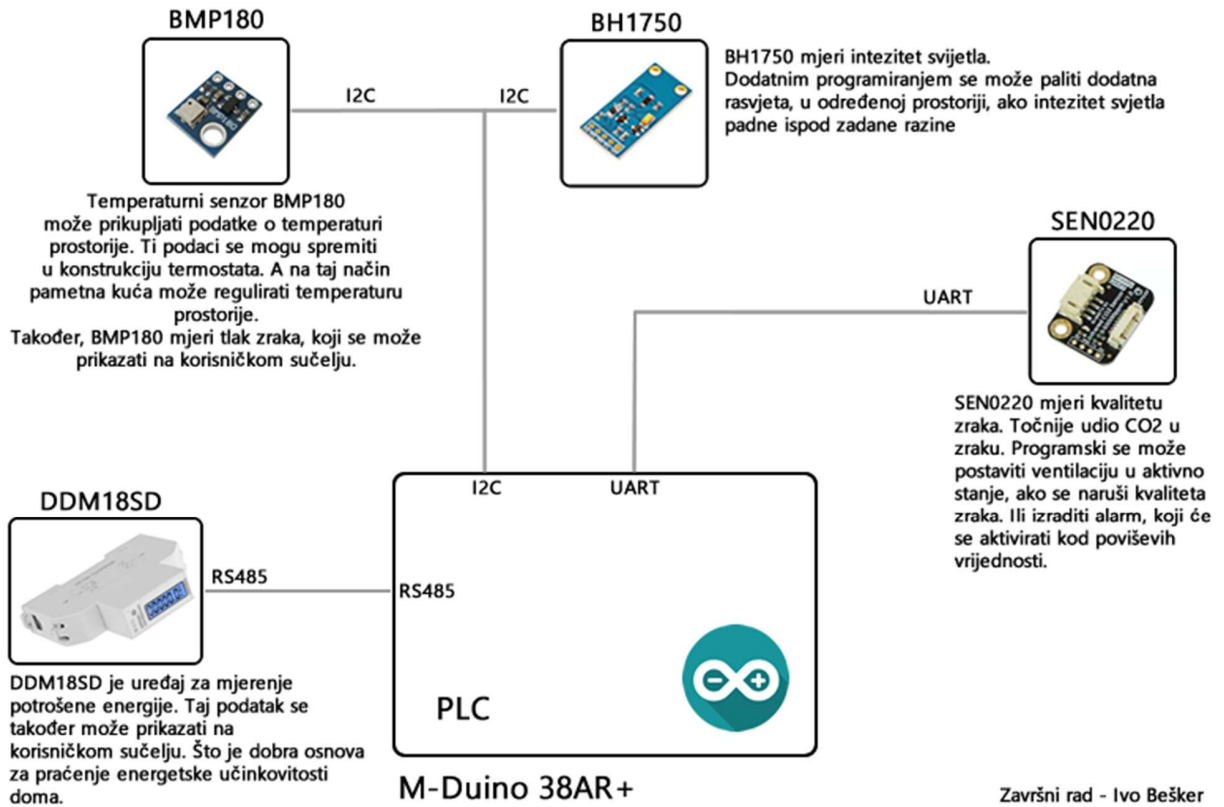 BMP180
BH1750
I2C
I2C
BH1750 mjeri intezitet svijetla.
Dodatnim programiranjem se može paliti dodatna
rasvjeta, u određenoj prostoriji, ako intezitet svjetla
padne ispod zadane razine
Temperaturni senzor BMP180
može prikupljati podatke o temperaturi
prostorije. Ti podaci se mogu spremiti
u konstrukciju termostata. A na taj način
pametna kuća može regulirati temperaturu
prostorije.
Također, BMP180 mjeri tlak zraka, koji se može
prikazati na korisničkom sučelju.
SEN0220
UART
SEN0220 mjeri kvalitetu
zraka. Točnije udio CO2 u
zraku. Programski se može
postaviti ventilaciju u aktivno
stanje, ako se naruši kvaliteta
zraka. Ili izraditi alarm, koji će
se aktivirati kod poviševih
vrijednosti.
I2C
UART
DDM18SD
RS485
RS485
DDM18SD je uređaj za mjerenje
potrošene energije. Taj podatak se
također može prikazati na
korisničkom sučelju. Što je dobra osnova
za praćenje energetske učinkovitosti
doma.
PLC
M-Duino 38AR+
Završni rad - Ivo Bešker